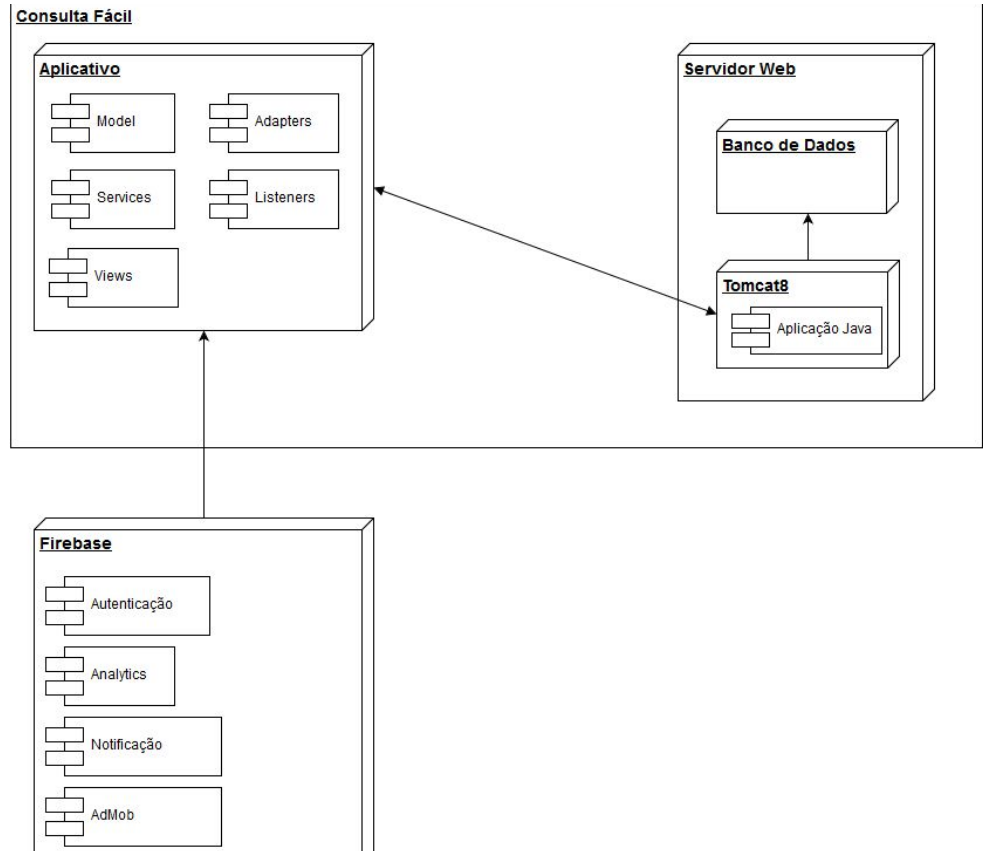 Consulta Fácil
Aplicativo
Model
Adapters
Services
Listeners
Views
Servidor Web
Banco de Dados
Tomcat8
Aplicação Java
Firebase
Autenticação
Analytics
Notificação
AdMob